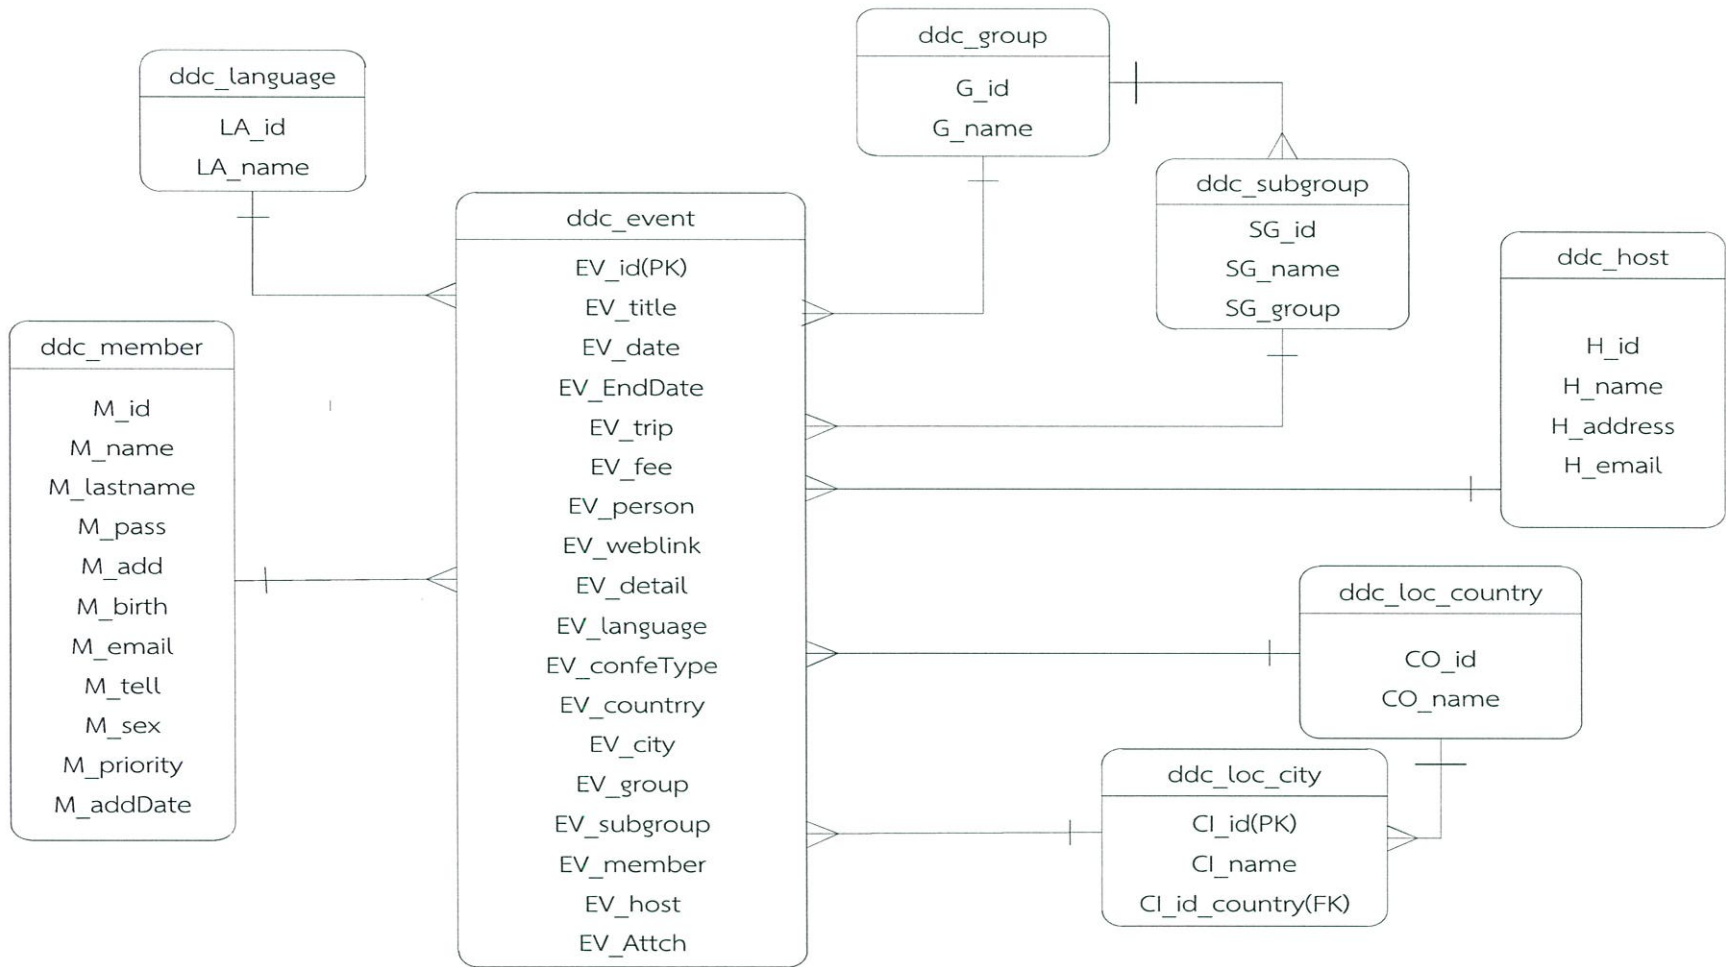 ddc_language
LA_id
LA_name
ddc_group
G_id
G_name
ddc_subgroup
SG_id
SG_name
SG_group
ddc_event
EV_id(PK)
EV_title
EV_date
EV_EndDate
EV_trip
EV_fee
EV_person
EV_weblink
EV_detail
EV_language
EV_confeType
EV_countrry
EV_city
EV_group
EV_subgroup
EV_member
EV_host
EV_Attch
ddc_host
H_id
H_name
H_address
H_email
ddc_member
M_id
M_name
M_lastname
M_pass
M_add
M_birth
M_email
M_tell
M_sex
M_priority
M_addDate
ddc_loc_country
CO_id
CO_name
ddc_loc_city
CI_id(PK)
CI_name
CI_id_country(FK)